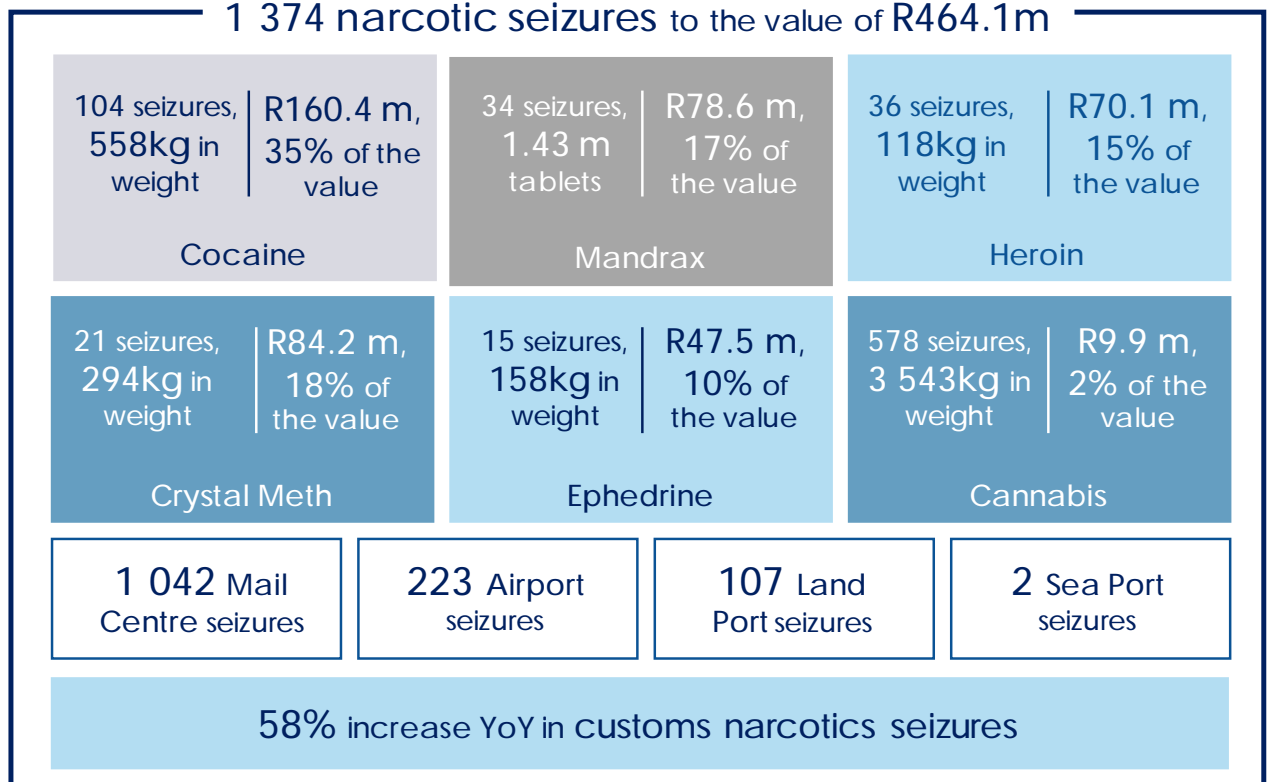 1 374 narcotic seizures to the value of R464.1m
104 seizures,
558kg in
weight
R160.4 m,
35% of the
value
Cocaine
34 seizures,
1.43 m
tablets
R78.6 m,
17% of
the value
Mandrax
36 seizures,
118kg in
weight
R70.1 m,
15% of
the value
Heroin
21 seizures,
294kg in
weight
R84.2 m,
18% of
the value
Crystal Meth
15 seizures,
158kg in
weight
R47.5 m,
10% of
the value
Ephedrine
578 seizures,
3 543kg in
weight
R9.9 m,
2% of the
value
Cannabis
1 042 Mail
Centre seizures
223 Airport
seizures
107 Land
Port seizures
2 Sea Port
seizures
58% increase YoY in customs narcotics seizures